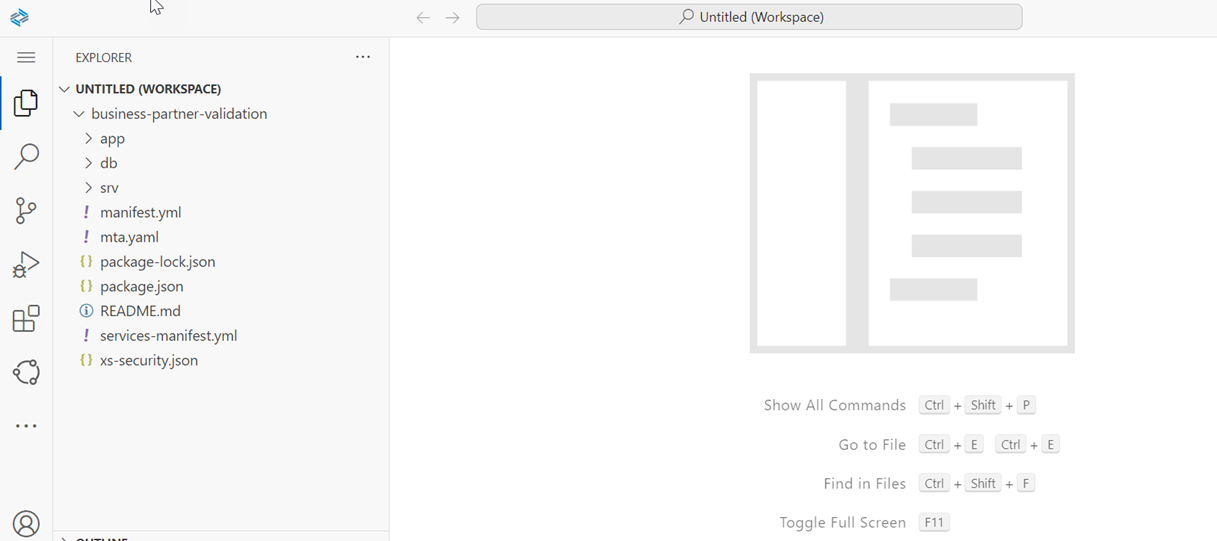 Untitled (Workspace)
EXPLORER
UNTITLED (WORKSPACE)
business-partner-validation
app
db
srv
! manifest.yml
! mta.yaml
{} package-lock.json
{} package.json
README.md
! services-manifest.yml
{} xs-security.json
OUTLINE
Show All Commands Ctrl + Shift + P
Go to File Ctrl + E Ctrl + E
Find in Files Ctrl + Shift + F
Toggle Full Screen F11